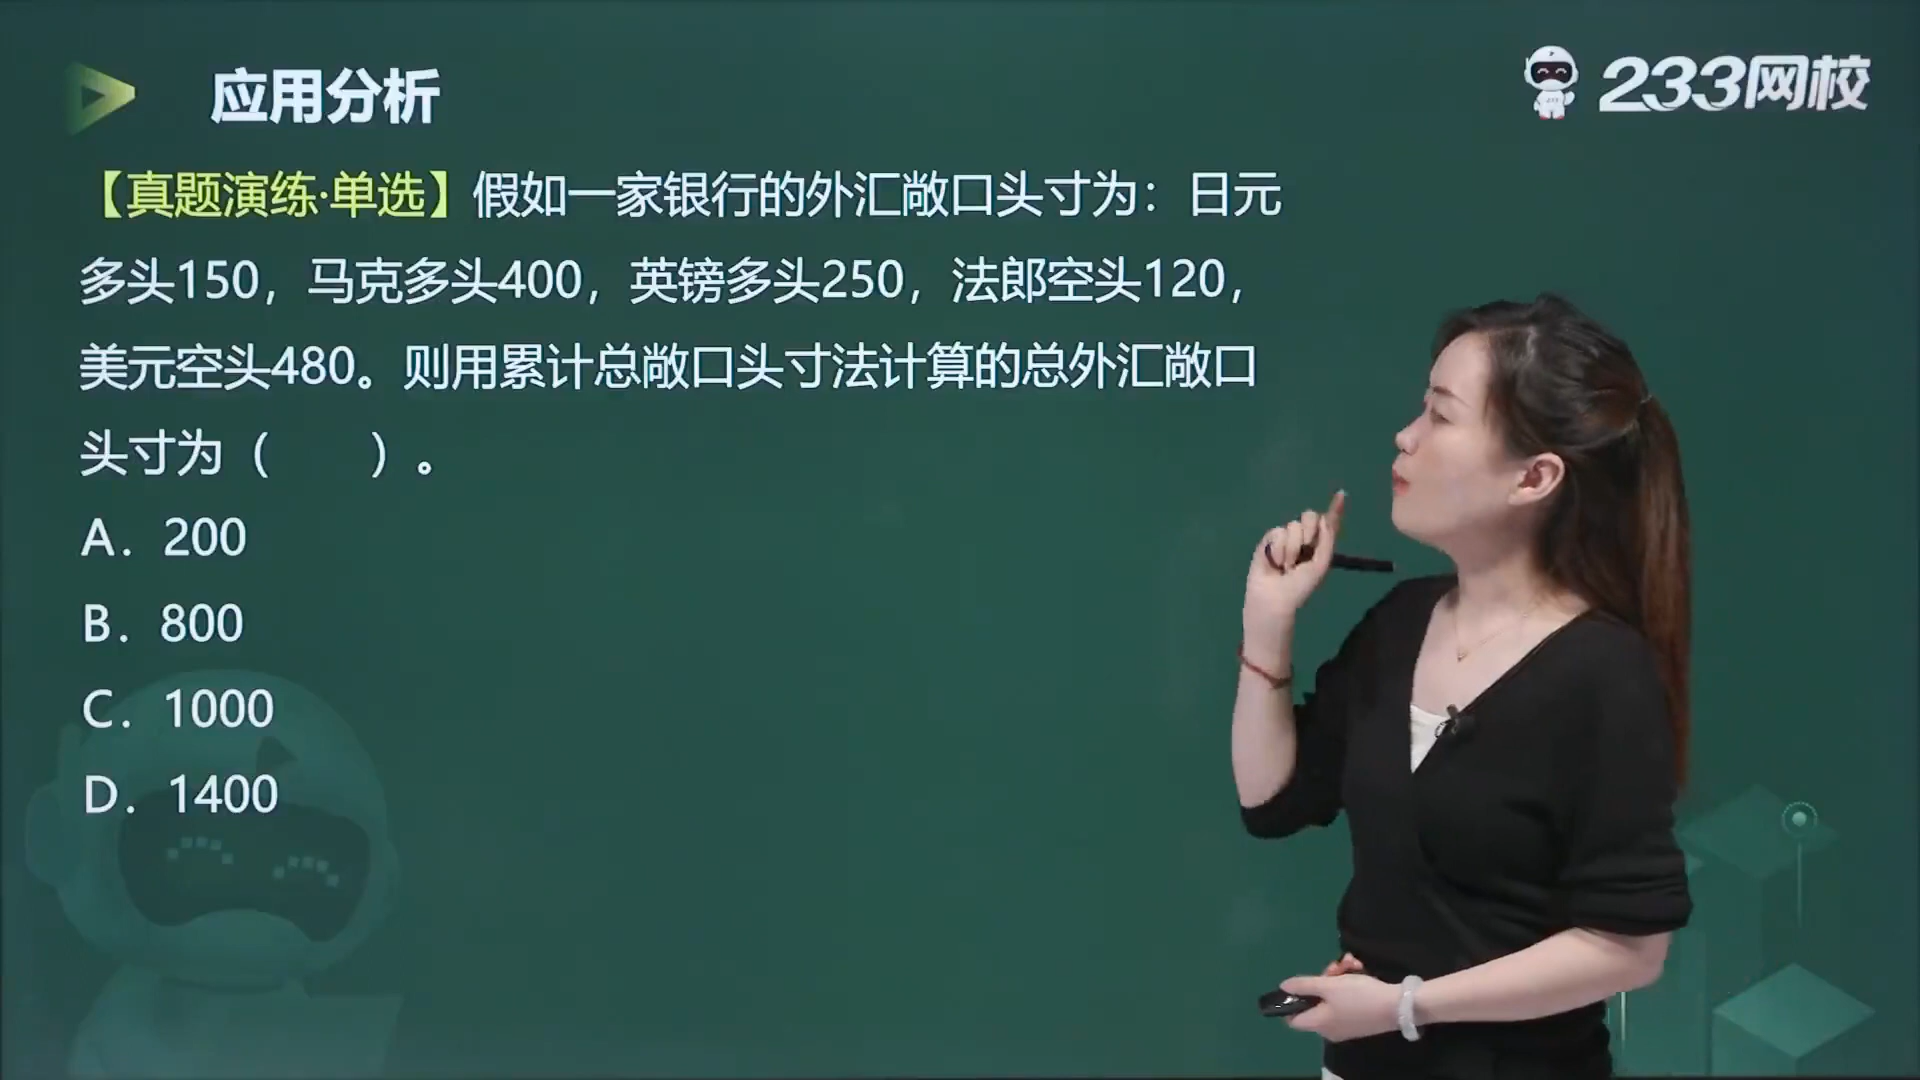 应用分析
233网校
【真题演练·单选】假如一家银行的外汇敞口头寸为：日元
多头150，马克多头400，英镑多头250，法郎空头120，
美元空头480。则用累计总敞口头寸法计算的总外汇敞口
头寸为（　　）。
A．200
B．800
C．1000
D．1400